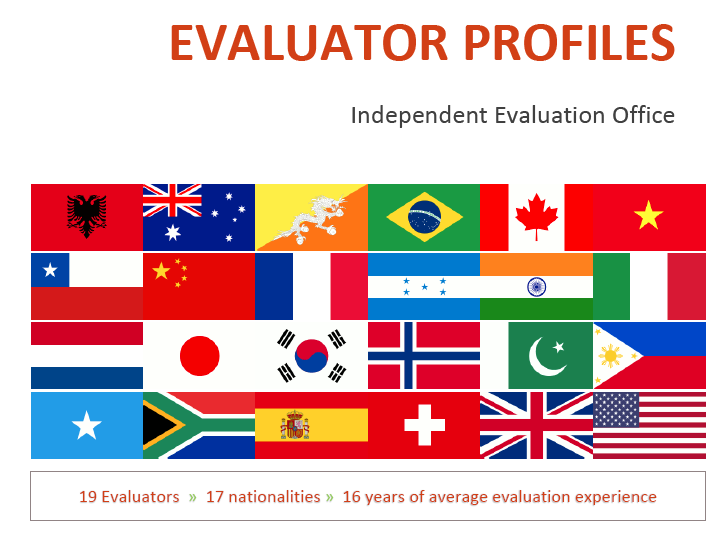 EVALUATOR PROFILES
Independent Evaluation Office
19 Evaluators » 17 nationalities » 16 years of average evaluation experience